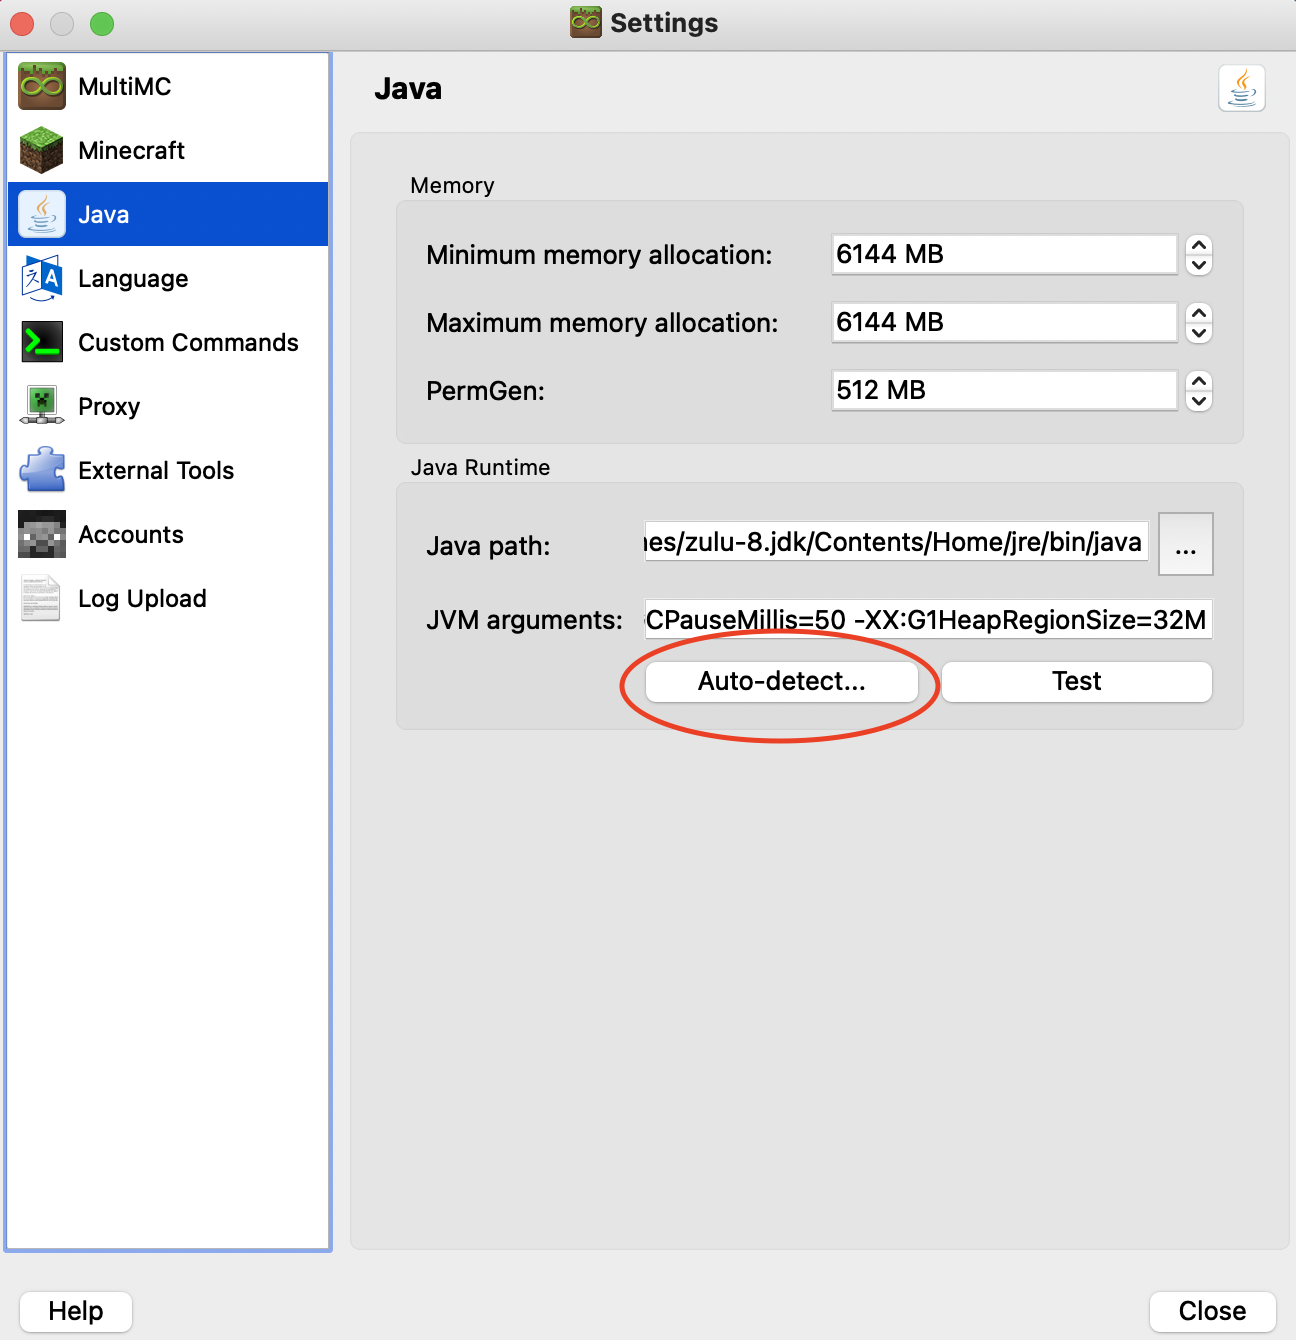 Settings
MultiMC
Minecraft
Java
Language
Custom Commands
Proxy
External Tools
Accounts
Log Upload
Java
Memory
Minimum memory allocation: 6144 MB
Maximum memory allocation: 6144 MB
PermGen: 512 MB
Java Runtime
Java path: es/zulu-8.jdk/Contents/Home/jre/bin/java ...
JVM arguments: CPauseMillis=50 -XX:G1HeapRegionSize=32M
Auto-detect... Test
Help Close